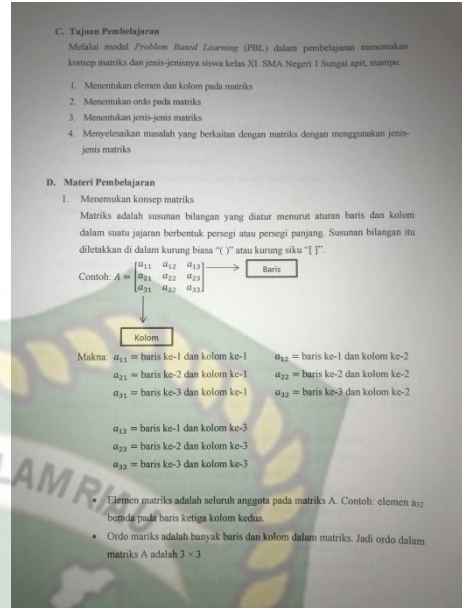 C. Tujuan Pembelajaran
Melalui model Problem Based Learning (PBL) dalam pembelajaran menemukan
konsep matriks dan jenis-jenisnya siswa kelas XI SMA Negeri 1 Sungai apit, mampu:
1. Menentukan elemen dan kolom pada matriks
2. Menentukan ordo pada matriks
3. Menentukan jenis-jenis matriks
4. Menyelesaikan masalah yang berkaitan dengan matriks dengan menggunakan jenis-
jenis matriks
D. Materi Pembelajaran
1. Menemukan konsep matriks
Matriks adalah susunan bilangan yang diatur menurut aturan baris dan kolom
dalam suatu jajaran berbentuk persegi atau persegi panjang. Susunan bilangan itu
diletakkan di dalam kurung biasa "( )" atau kurung siku "[ ]".
a₁₁ a₁₂ a₁₃
Contoh: A = a₂₁ a₂₂ a₂₃
a₃₁ a₃₂ a₃₃
Baris
Kolom
Makna: a₁₁ = baris ke-1 dan kolom ke-1 a₁₂ = baris ke-1 dan kolom ke-2
a₂₁ = baris ke-2 dan kolom ke-1 a₂₂ = baris ke-2 dan kolom ke-2
a₃₁ = baris ke-3 dan kolom ke-1 a₃₂ = baris ke-3 dan kolom ke-2
a₁₃ = baris ke-1 dan kolom ke-3
a₂₃ = baris ke-2 dan kolom ke-3
a₃₃ = baris ke-3 dan kolom ke-3
• Elemen matriks adalah seluruh anggota pada matriks A. Contoh: elemen a₃₂
berada pada baris ketiga kolom kedua.
• Ordo mariks adalah banyak baris dan kolom dalam matriks. Jadi ordo dalam
matriks A adalah 3 × 3